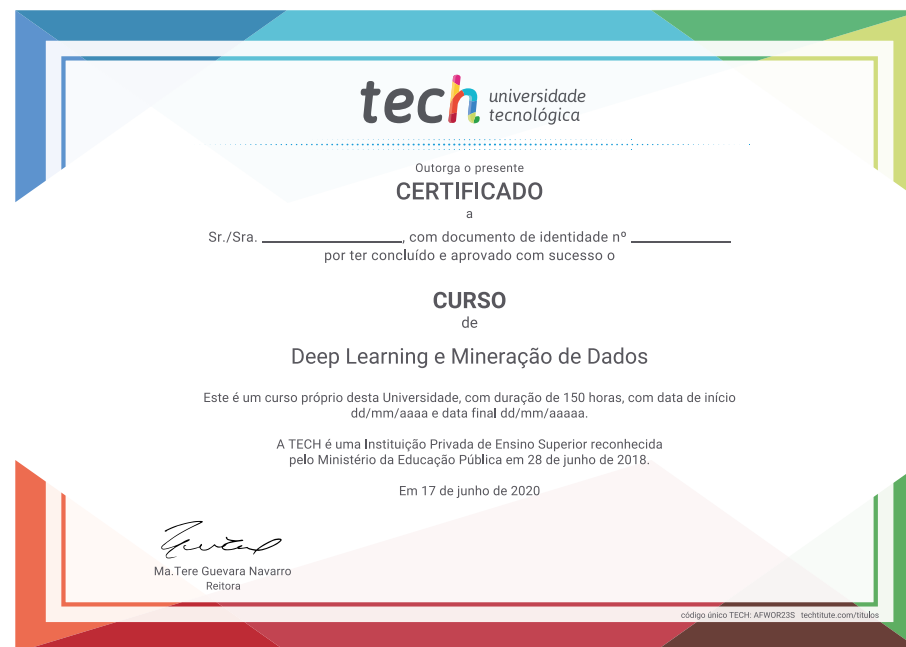 tech universidade
tecnológica
Outorga o presente
CERTIFICADO
a
Sr./Sra. ____________, com documento de identidade nº ____________
por ter concluído e aprovado com sucesso o
CURSO
de
Deep Learning e Mineração de Dados
Este é um curso próprio desta Universidade, com duração de 150 horas, com data de início
dd/mm/aaaa e data final dd/mm/aaaaa.
A TECH é uma Instituição Privada de Ensino Superior reconhecida
pelo Ministério da Educação Pública em 28 de junho de 2018.
Em 17 de junho de 2020
Ma.Tere Guevara Navarro
Reitora
código único TECH: AFWOR23S techtitute.com/titulos